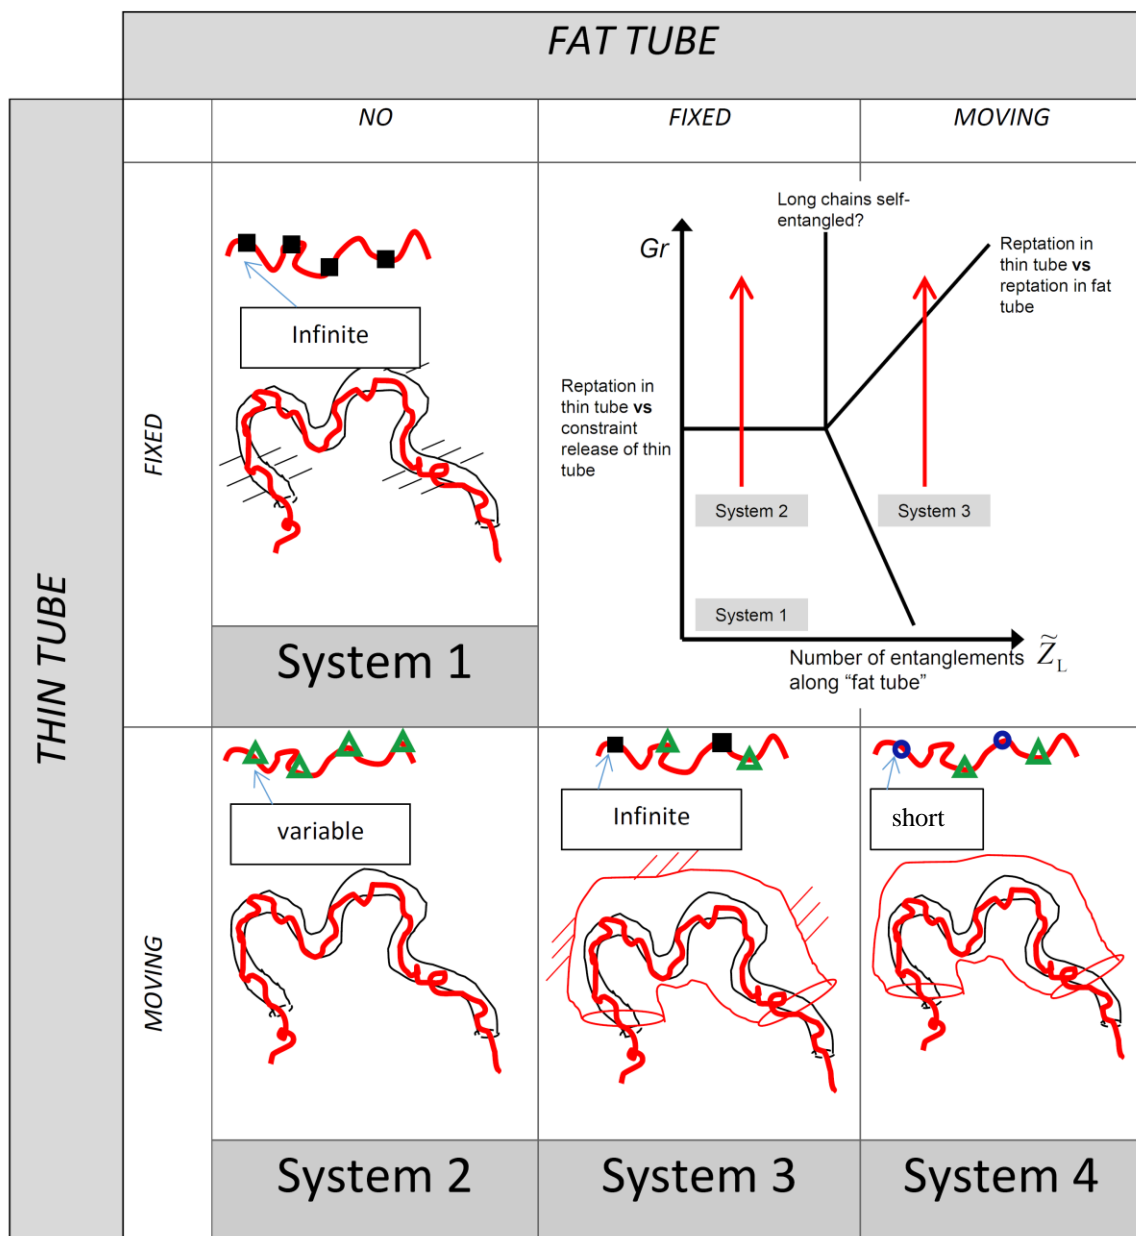 FAT TUBE
NO
FIXED
MOVING
THIN TUBE
FIXED
Infinite
System 1
Gr
Long chains self-
entangled?
Reptation in
thin tube vs
reptation in fat
tube
Reptation in
thin tube vs
constraint
release of thin
tube
System 2
System 3
System 1
Number of entanglements
along “fat tube”
Z̃L
MOVING
variable
System 2
Infinite
System 3
short
System 4